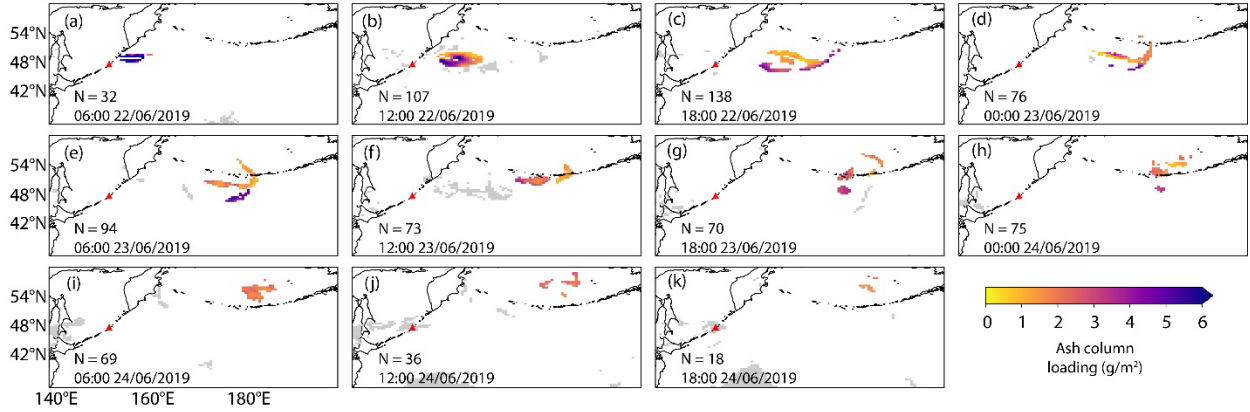 (a)
54°N
48°N
42°N
N = 32
06:00 22/06/2019
(b)
N = 107
12:00 22/06/2019
(c)
N = 138
18:00 22/06/2019
(d)
N = 76
00:00 23/06/2019
(e)
54°N
48°N
42°N
N = 94
06:00 23/06/2019
(f)
N = 73
12:00 23/06/2019
(g)
N = 70
18:00 23/06/2019
(h)
N = 75
00:00 24/06/2019
(i)
54°N
48°N
42°N
N = 69
06:00 24/06/2019
140°E 160°E 180°E
(j)
N = 36
12:00 24/06/2019
(k)
N = 18
18:00 24/06/2019
0 1 2 3 4 5 6
Ash column
loading (g/m²)